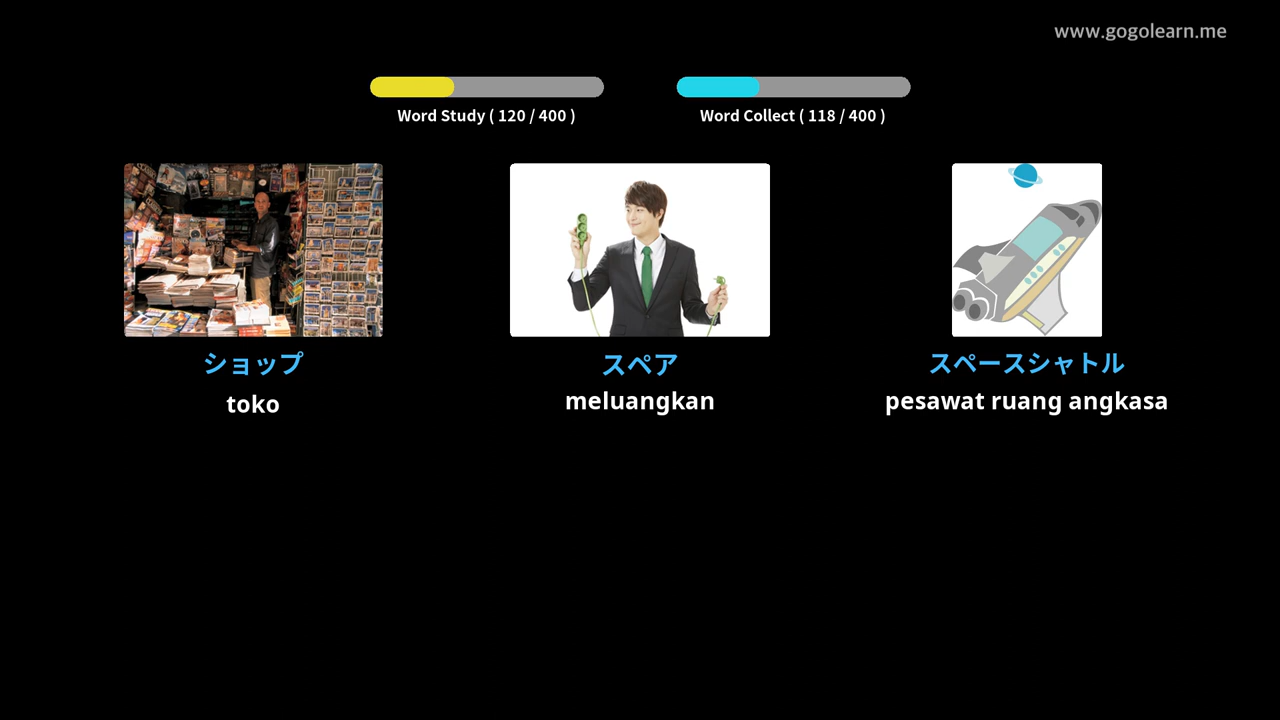 www.gogolearn.me
Word Study ( 120 / 400 )
Word Collect ( 118 / 400 )
ショップ
スペア
スペースシャトル
toko
meluangkan
pesawat ruang angkasa